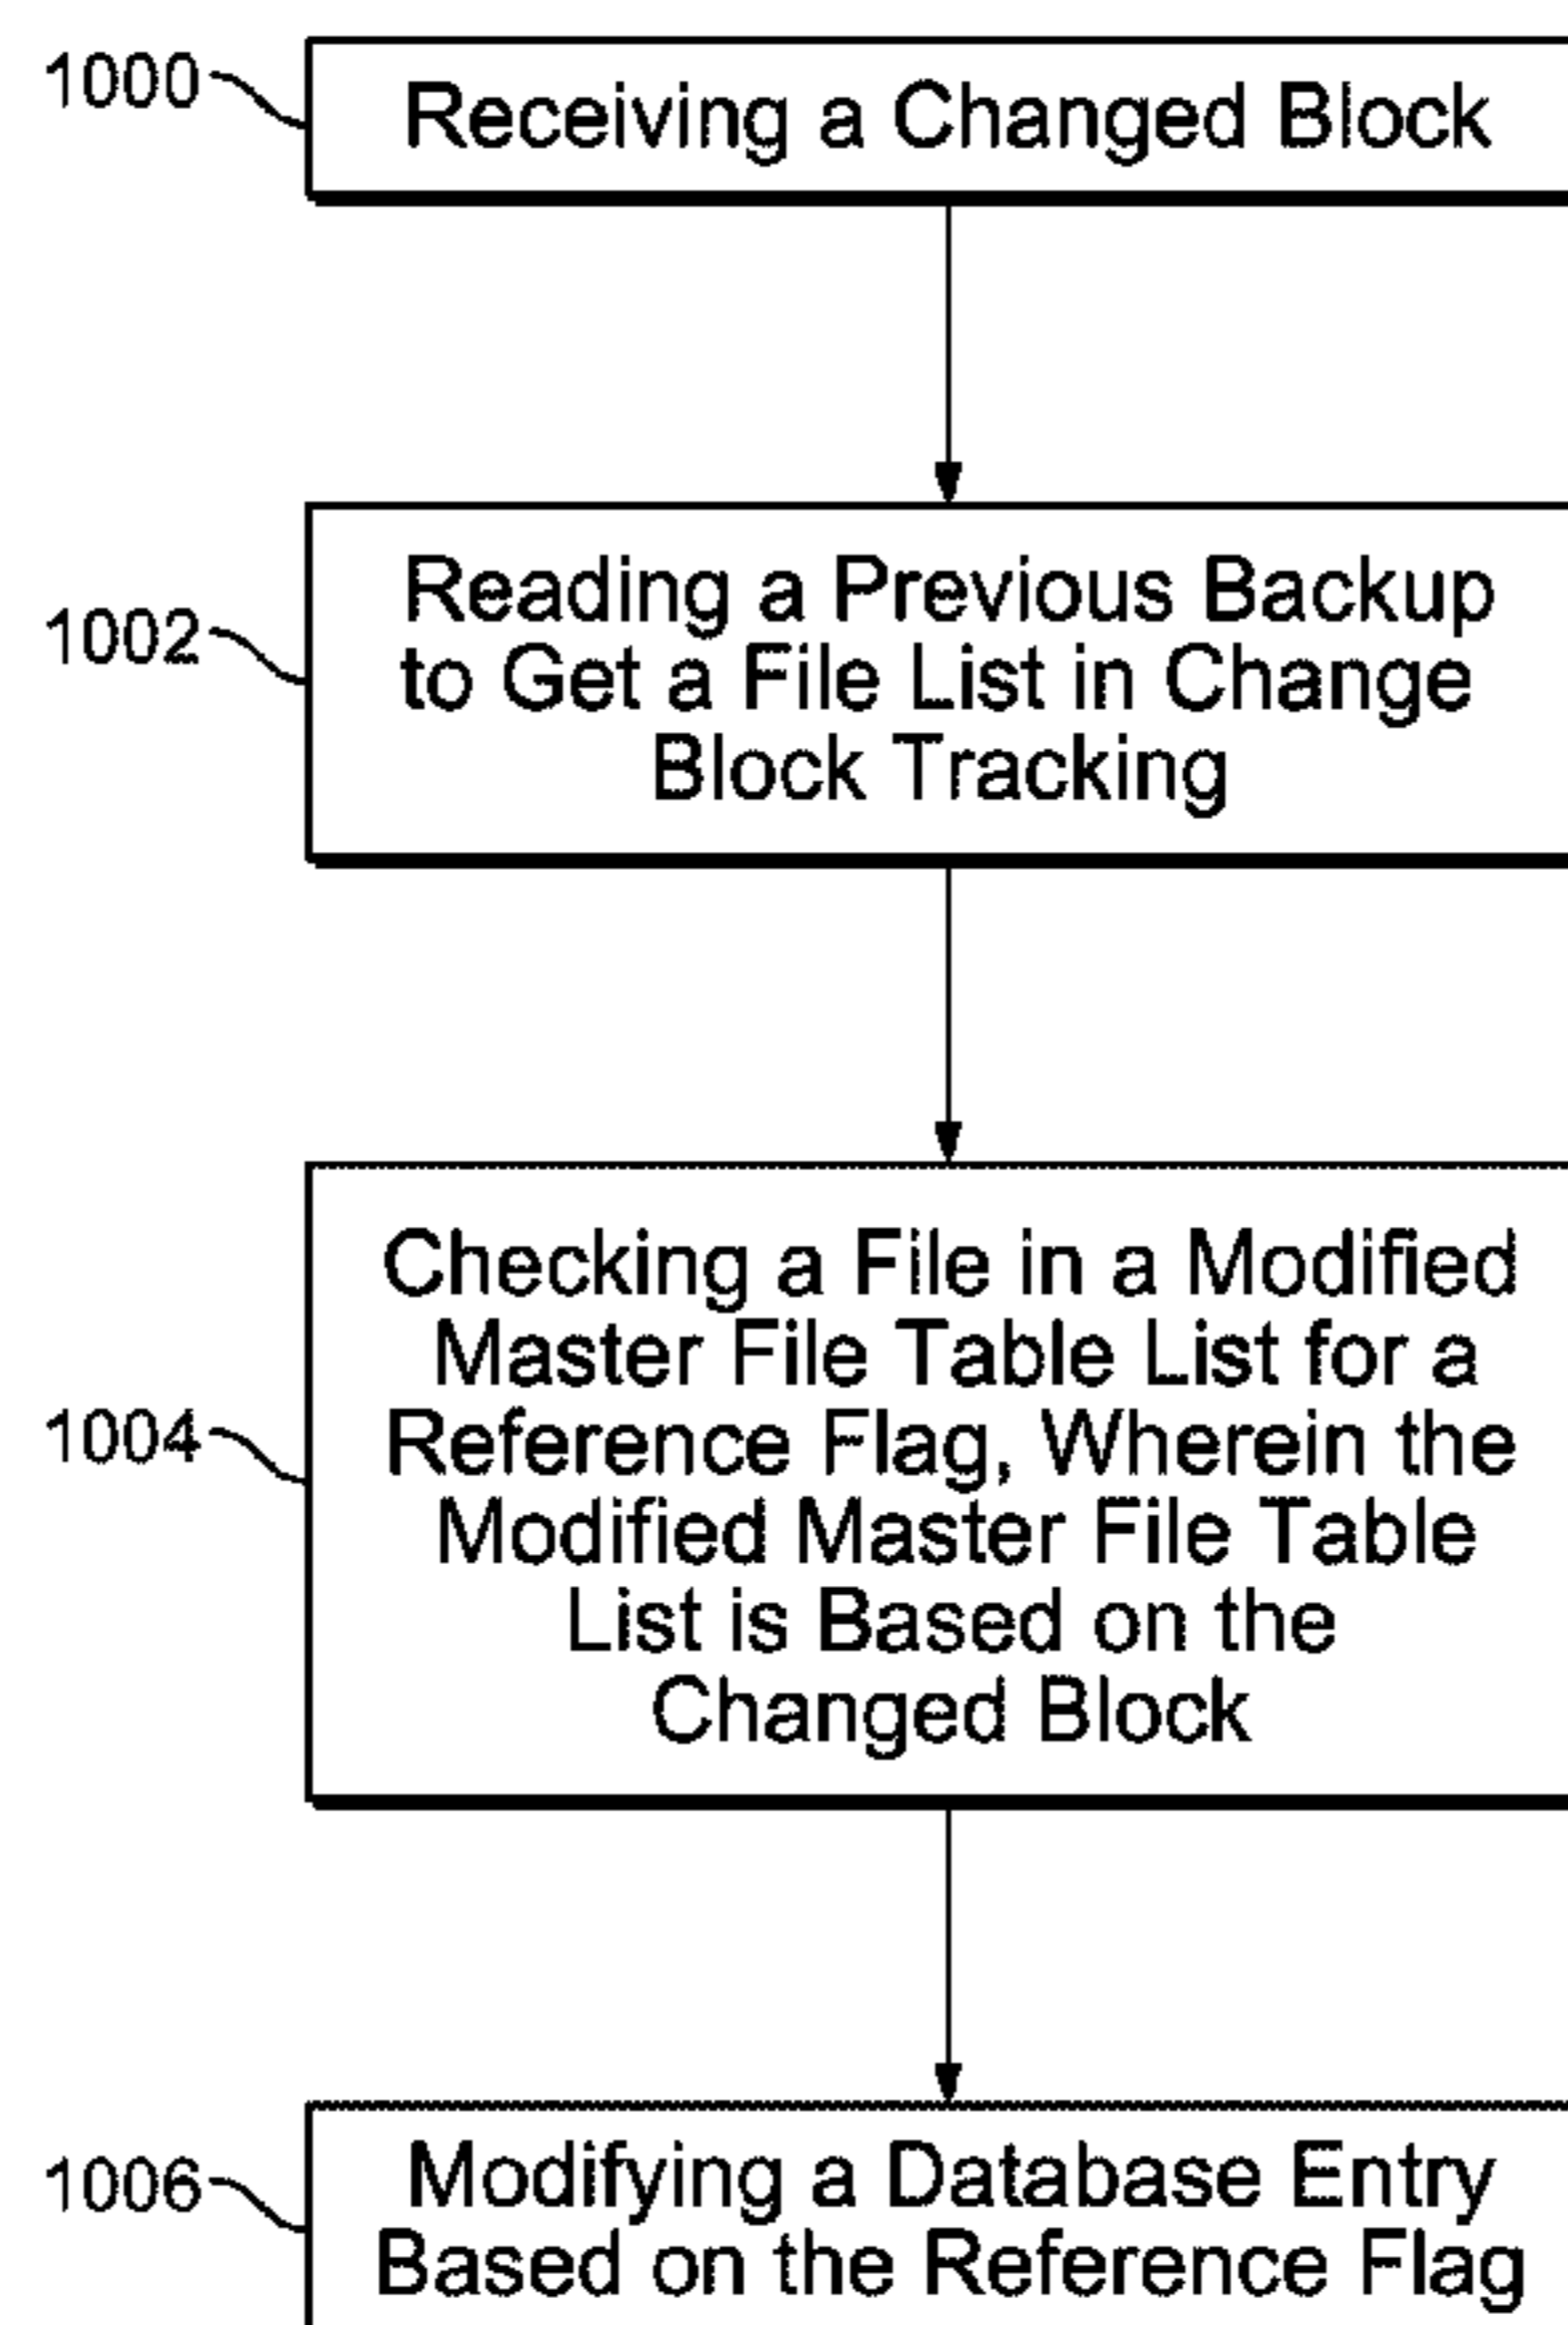 1000
Receiving a Changed Block
1002
Reading a Previous Backup
to Get a File List in Change
Block Tracking
1004
Checking a File in a Modified
Master File Table List for a
Reference Flag, Wherein the
Modified Master File Table
List is Based on the
Changed Block
1006
Modifying a Database Entry
Based on the Reference Flag